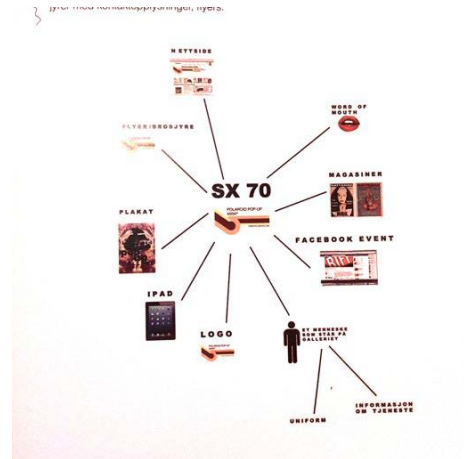 NETTSIDE
WORD OF
MOUTH
FLYER/BROSJYRE
MAGASINER
SX 70
POLAROID POP-UP
PLAKAT
FACEBOOK EVENT
IPAD
LOGO
ET MENNESKE
SOM STÅR PÅ
GALLERIET
INFORMASJON
OM TJENESTE
UNIFORM